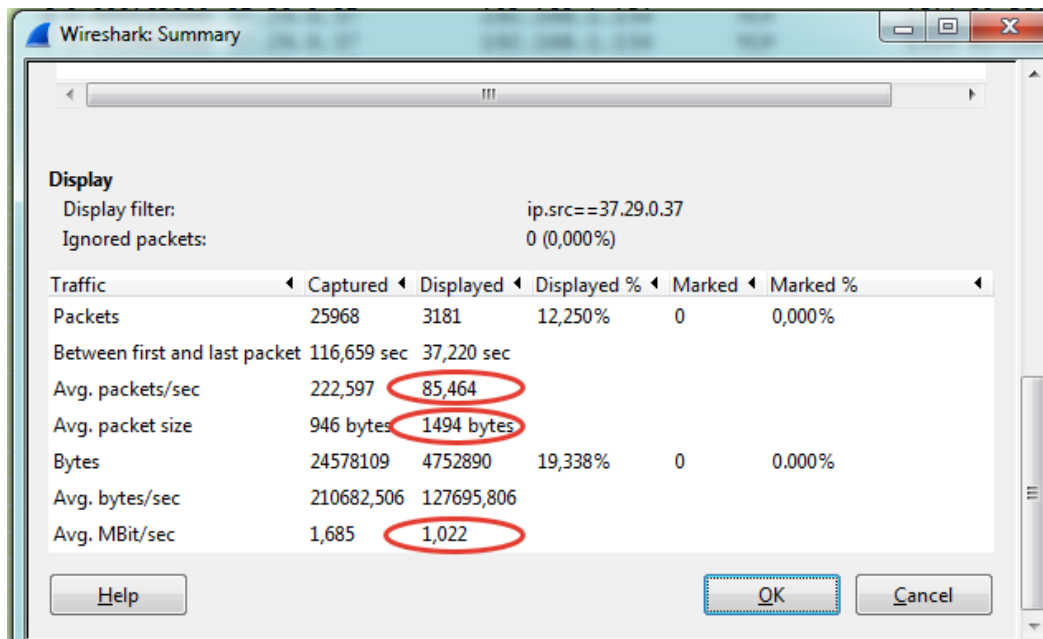 Wireshark: Summary
Display
Display filter: ip.src==37.29.0.37
Ignored packets: 0 (0,000%)
Traffic Captured Displayed Displayed % Marked Marked %
Packets 25968 3181 12,250% 0 0,000%
Between first and last packet 116,659 sec 37,220 sec
Avg. packets/sec 222,597 85,464
Avg. packet size 946 bytes 1494 bytes
Bytes 24578109 4752890 19,338% 0 0.000%
Avg. bytes/sec 210682,506 127695,806
Avg. MBit/sec 1,685 1,022
Help OK Cancel